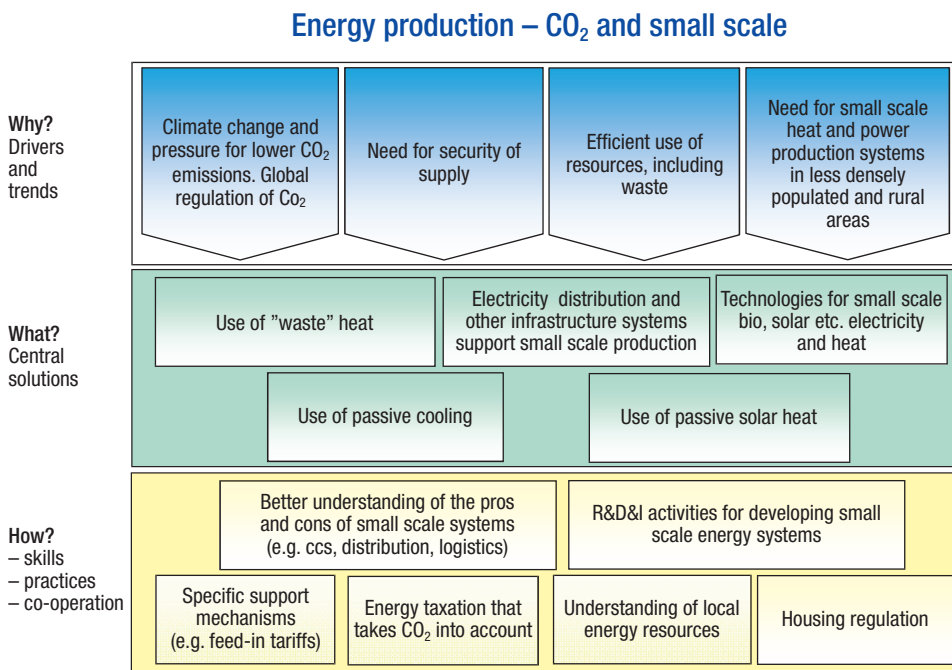 Energy production – CO₂ and small scale
Why?
Drivers
and
trends
Climate change and
pressure for lower CO₂
emissions. Global
regulation of Co₂
Need for security of
supply
Efficient use of
resources, including
waste
Need for small scale
heat and power
production systems
in less densely
populated and rural
areas
What?
Central
solutions
Use of ”waste” heat
Electricity distribution and
other infrastructure systems
support small scale production
Technologies for small scale
bio, solar etc. electricity
and heat
Use of passive cooling
Use of passive solar heat
How?
– skills
– practices
– co-operation
Better understanding of the pros
and cons of small scale systems
(e.g. ccs, distribution, logistics)
R&D&I activities for developing small
scale energy systems
Specific support
mechanisms
(e.g. feed-in tariffs)
Energy taxation that
takes CO₂ into account
Understanding of local
energy resources
Housing regulation